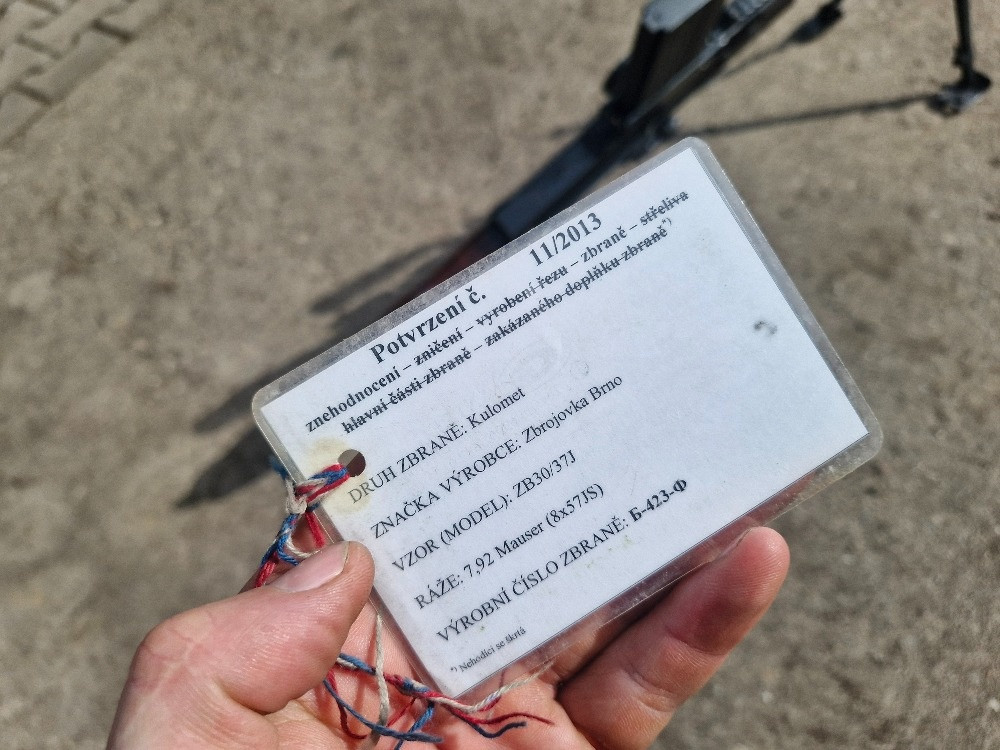 Potvrzení č. 11/2013
znehodnocení – zničení – vyrobení řezu – zbraně – střeliva
hlavní části zbraně – zakázaného doplňku zbraně*)
DRUH ZBRANĚ: Kulomet
ZNAČKA VÝROBCE: Zbrojovka Brno
VZOR (MODEL): ZB30/37J
RÁŽE: 7,92 Mauser (8x57JS)
VÝROBNÍ ČÍSLO ZBRANĚ: Б-423-Ф
*) Nehodící se škrtá